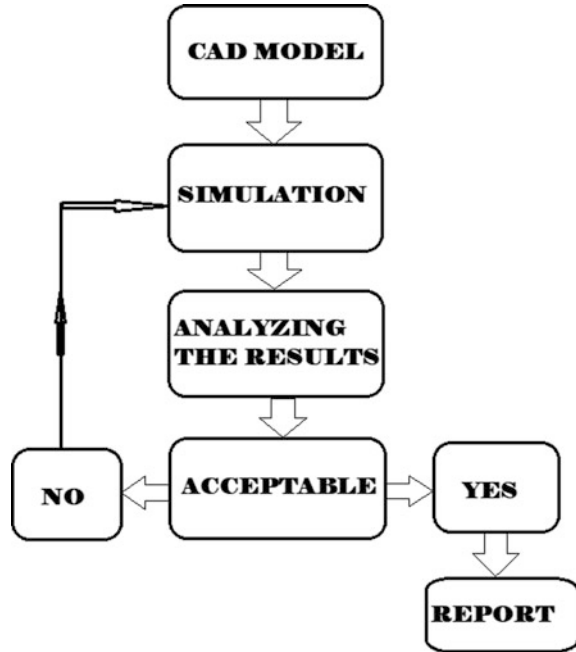 CAD MODEL
SIMULATION
ANALYZING
THE RESULTS
NO
ACCEPTABLE
YES
REPORT